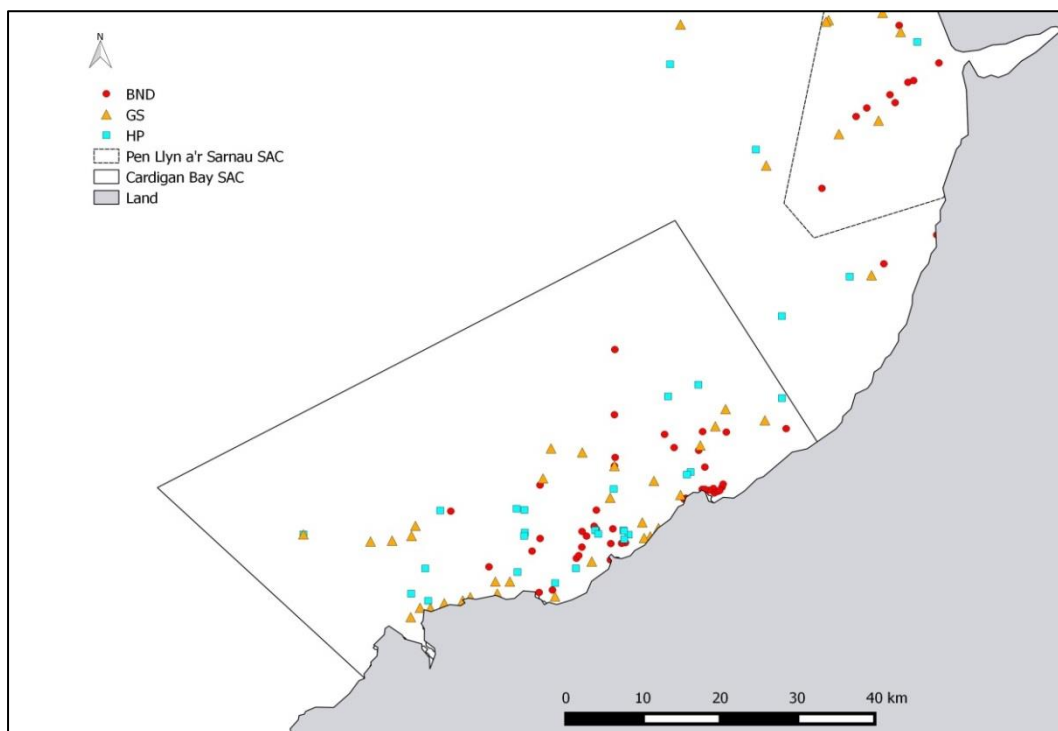 N
BND
GS
HP
Pen Llyn a'r Sarnau SAC
Cardigan Bay SAC
Land
0 10 20 30 40 km